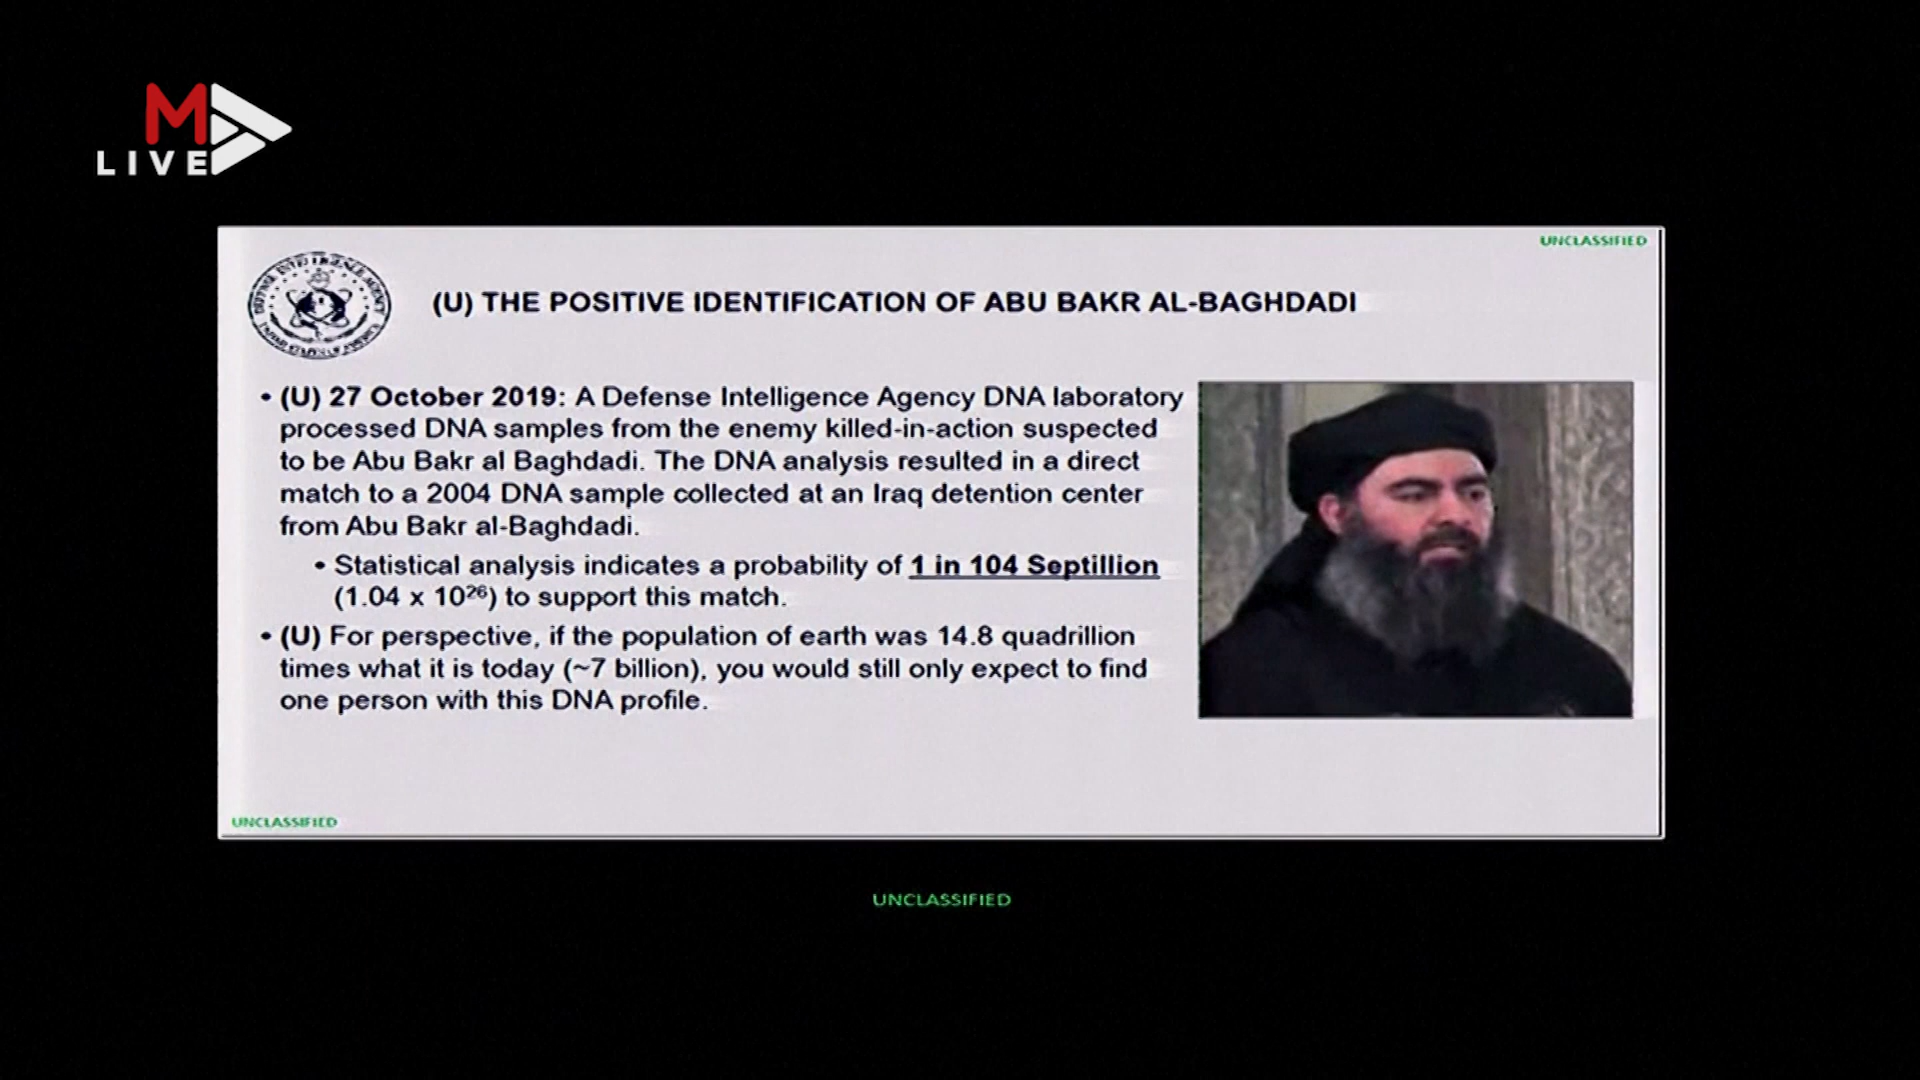 M
LIVE
UNCLASSIFIED
(U) THE POSITIVE IDENTIFICATION OF ABU BAKR AL-BAGHDADI
• (U) 27 October 2019: A Defense Intelligence Agency DNA laboratory
processed DNA samples from the enemy killed-in-action suspected
to be Abu Bakr al Baghdadi. The DNA analysis resulted in a direct
match to a 2004 DNA sample collected at an Iraq detention center
from Abu Bakr al-Baghdadi.
• Statistical analysis indicates a probability of 1 in 104 Septillion
(1.04 x 10²⁶) to support this match.
• (U) For perspective, if the population of earth was 14.8 quadrillion
times what it is today (~7 billion), you would still only expect to find
one person with this DNA profile.
UNCLASSIFIED
UNCLASSIFIED